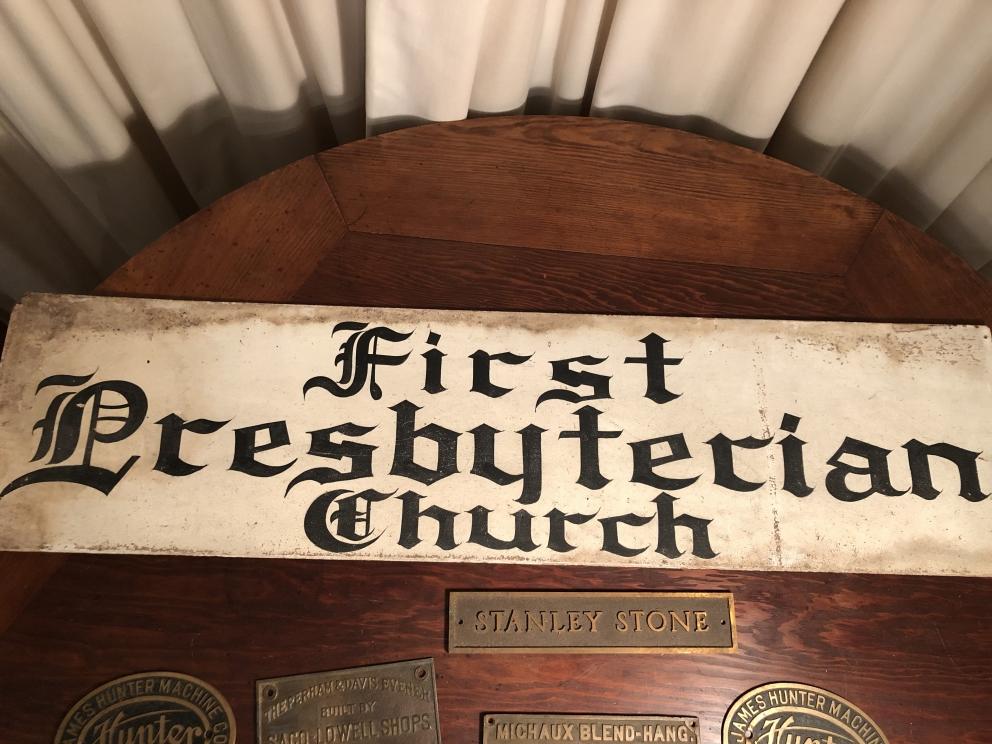 First
Presbyterian
Church
STANLEY STONE
JAMES HUNTER MACHINE CO
Hunter
THE PERHAM & DAVIS EVENER
BUILT BY
SACO-LOWELL SHOPS.
MICHAUX BLEND-HANG.
JAMES HUNTER MACHINE